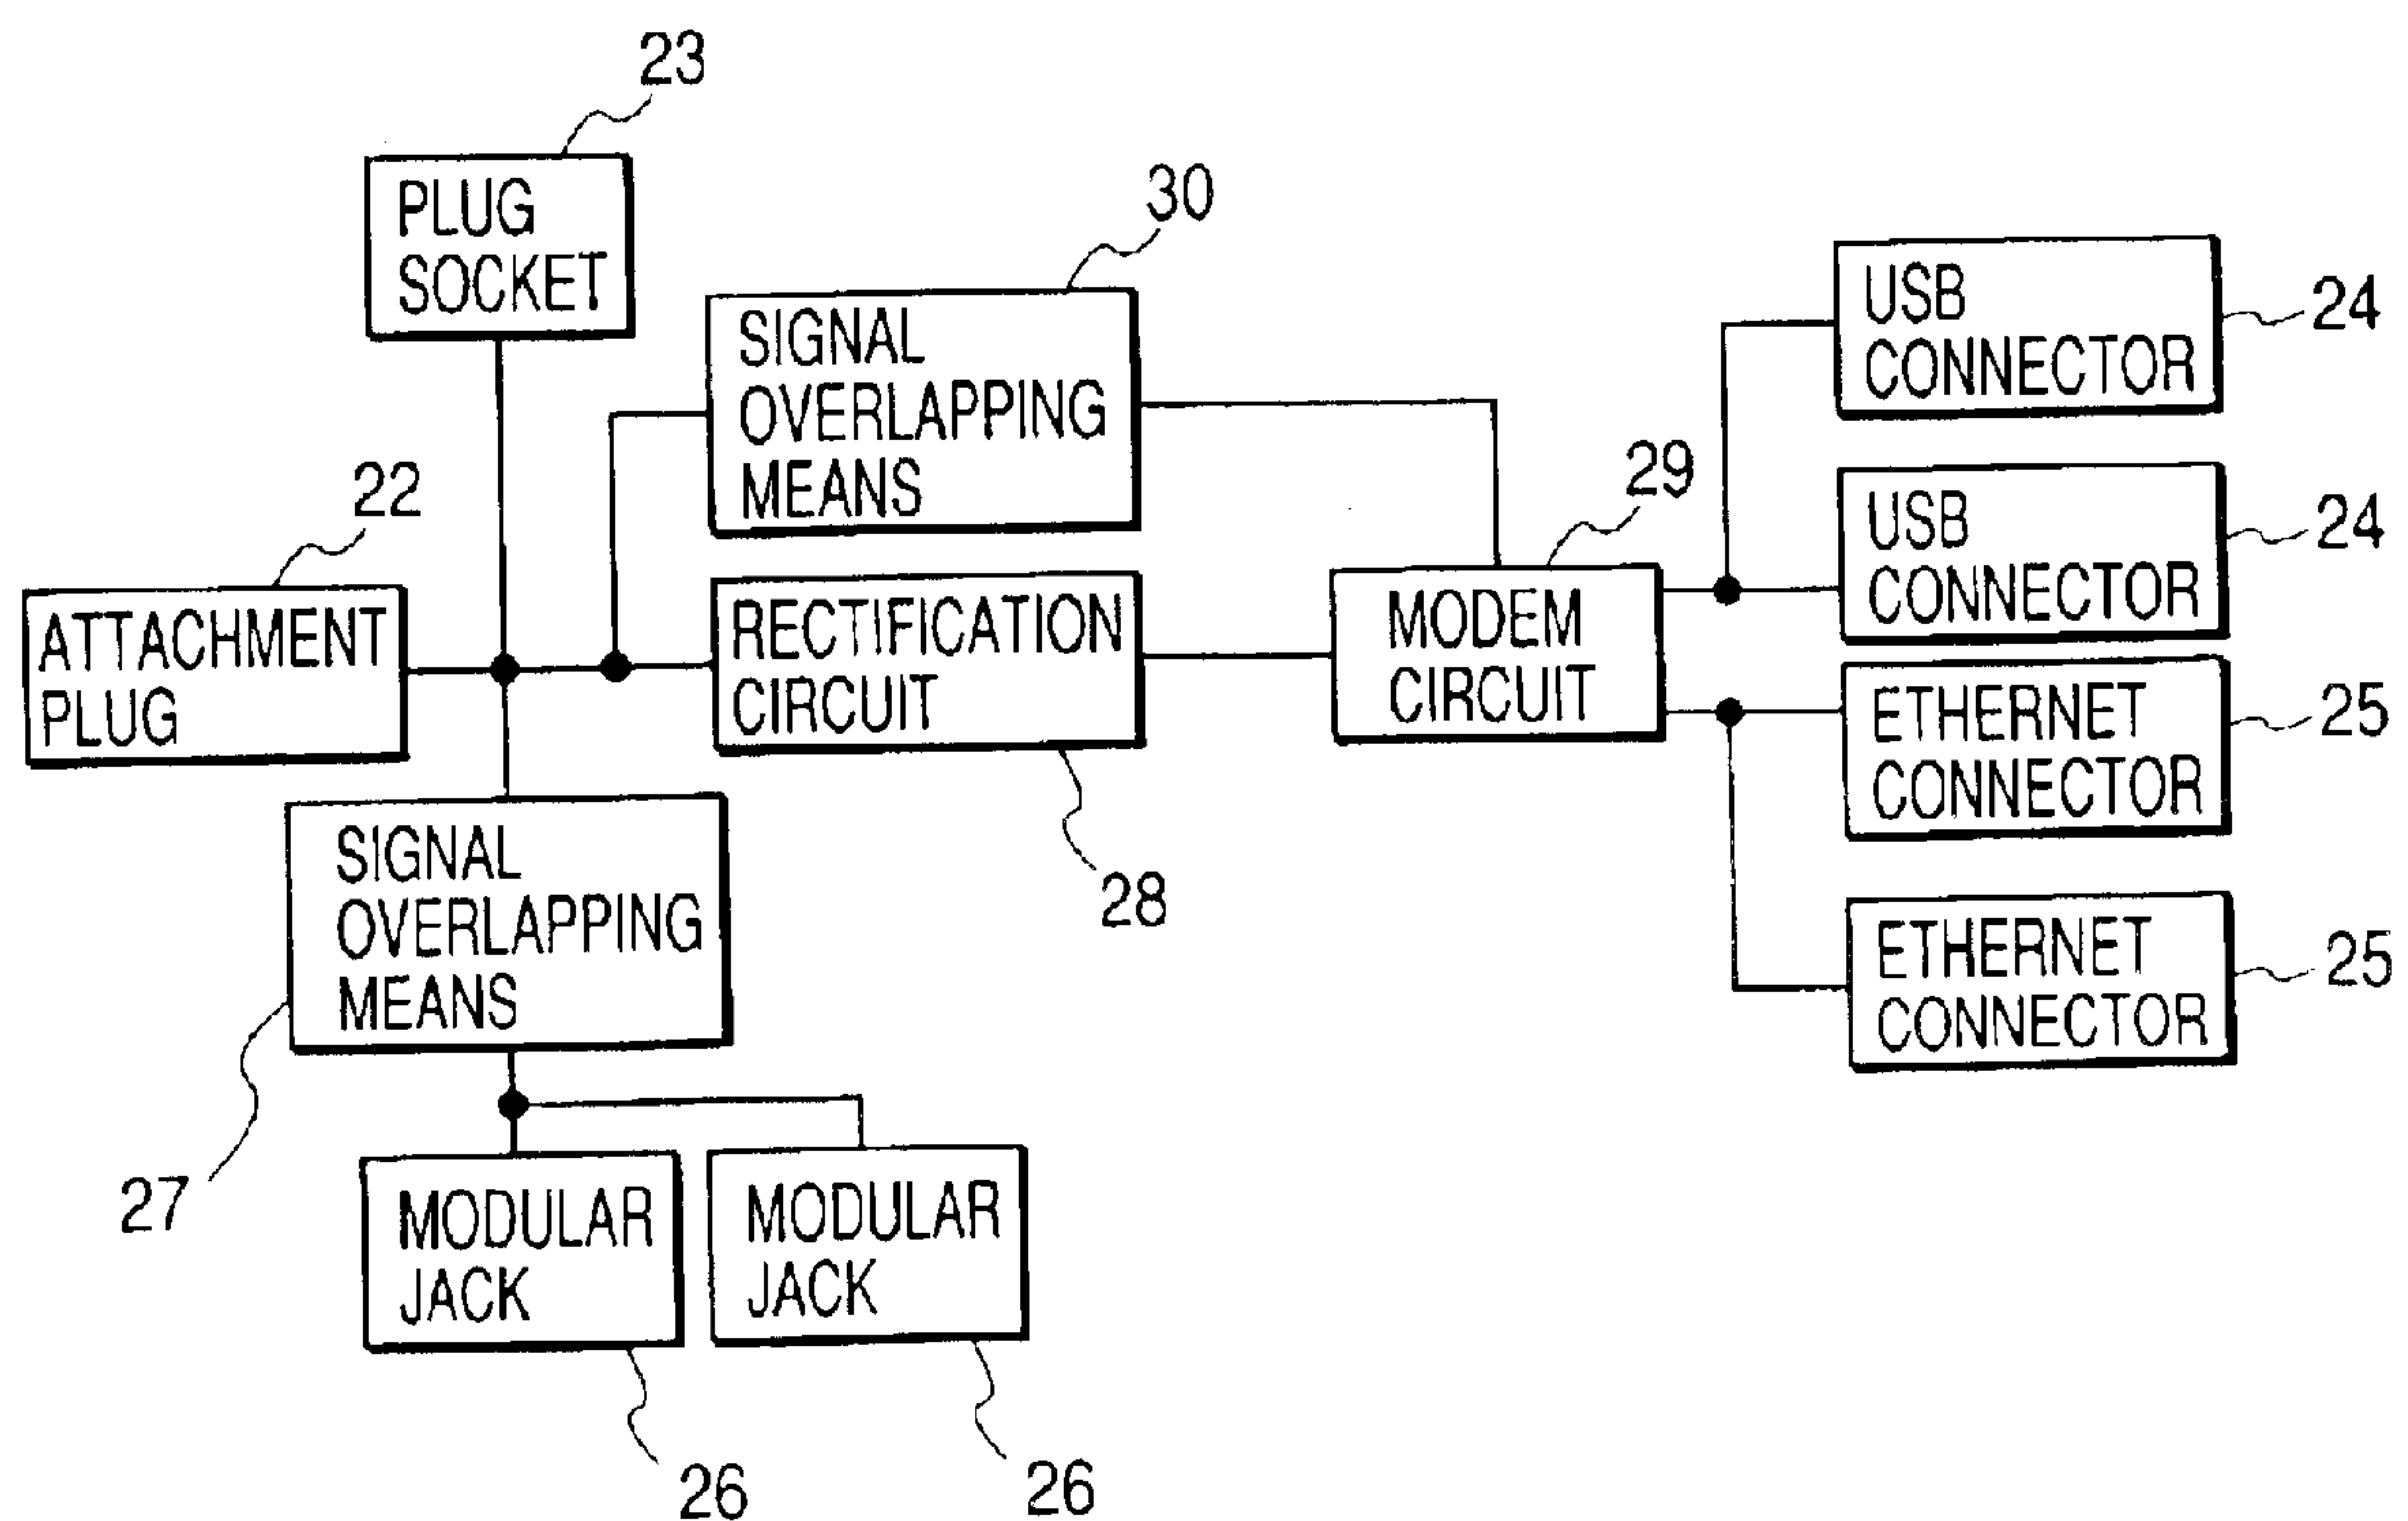 23
PLUG
SOCKET
30
SIGNAL
OVERLAPPING
MEANS
USB
CONNECTOR
24
22
29
USB
CONNECTOR
24
ATTACHMENT
PLUG
RECTIFICATION
CIRCUIT
MODEM
CIRCUIT
ETHERNET
CONNECTOR
25
SIGNAL
OVERLAPPING
MEANS
28
ETHERNET
CONNECTOR
25
27
MODULAR
JACK
MODULAR
JACK
26
26